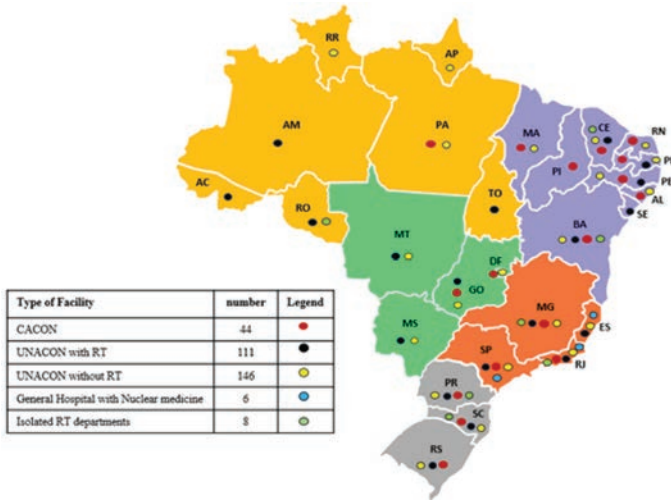 RR
AP
AM
PA
MA
CE
RN
PI
PE
AL
SE
AC
RO
TO
BA
MT
DF
GO
MG
ES
MS
SP
RJ
PR
SC
RS
Type of Facility number Legend
CACON 44
UNACON with RT 111
UNACON without RT 146
General Hospital with Nuclear medicine 6
Isolated RT departments 8